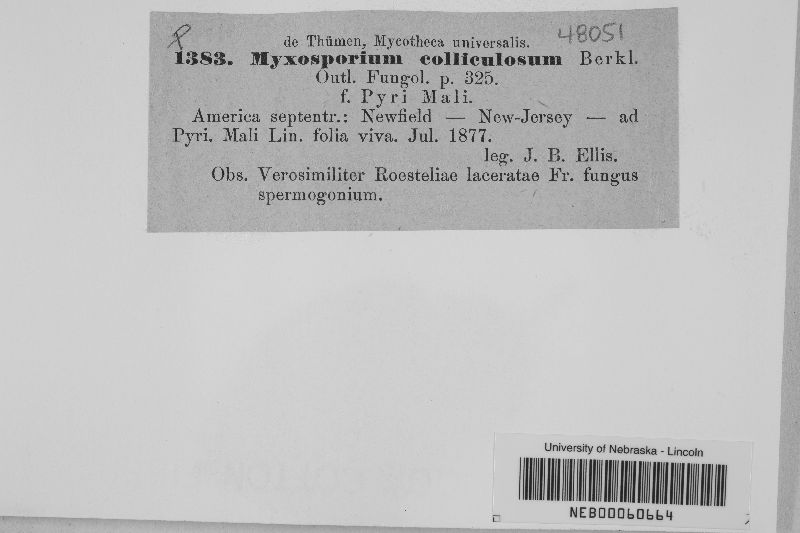 48051
de Thümen, Mycotheca universalis.
1383. Myxosporium colliculosum Berkl.
Outl. Fungol. p. 325.
f. Pyri Mali.
America septentr.: Newfield — New-Jersey — ad
Pyri. Mali Lin. folia viva. Jul. 1877.
leg. J. B. Ellis.
Obs. Verosimiliter Roesteliae laceratae Fr. fungus
spermogonium.
University of Nebraska - Lincoln
NEB00060664